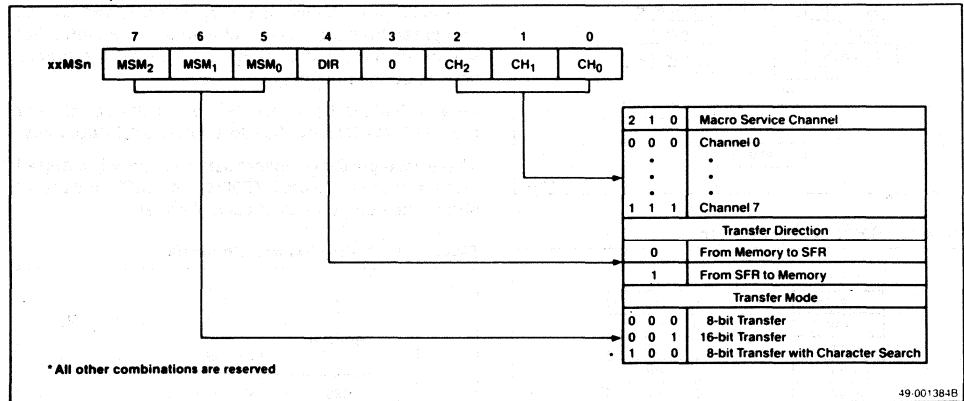 7 6 5 4 3 2 1 0
xxMSn MSM₂ MSM₁ MSM₀ DIR 0 CH₂ CH₁ CH₀
2 1 0 Macro Service Channel
0 0 0 Channel 0
• •
• •
• •
1 1 1 Channel 7
Transfer Direction
0 From Memory to SFR
1 From SFR to Memory
Transfer Mode
0 0 0 8-bit Transfer
0 0 1 16-bit Transfer
1 0 0 8-bit Transfer with Character Search
* All other combinations are reserved
49-001384B